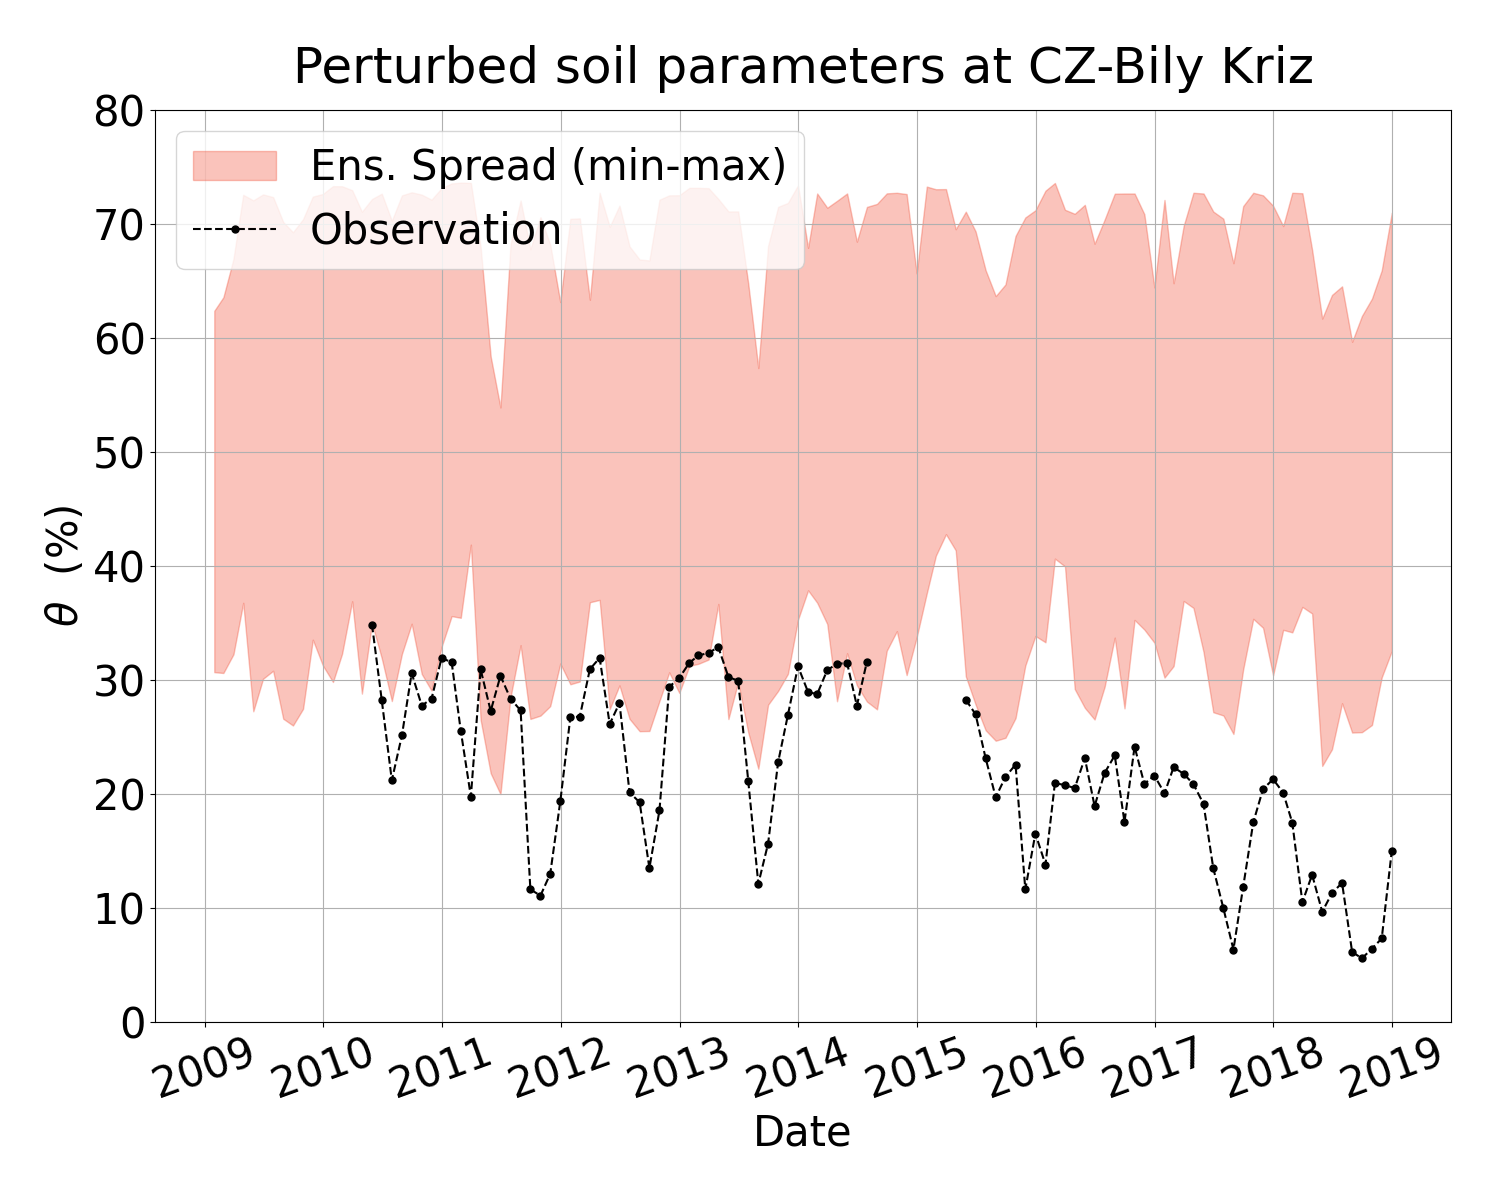 Perturbed soil parameters at CZ-Bily Kriz
Ens. Spread (min-max)
Observation
80
70
60
50
40
30
20
10
0
θ (%)
2009 2010 2011 2012 2013 2014 2015 2016 2017 2018 2019
Date